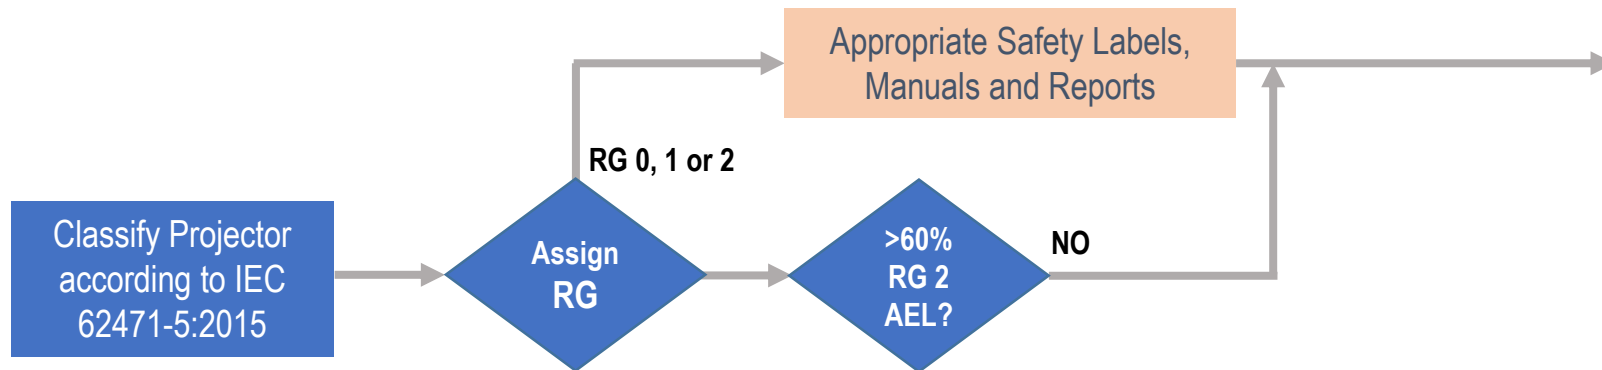 Appropriate Safety Labels,
Manuals and Reports
RG 0, 1 or 2
Classify Projector
according to IEC
62471-5:2015
Assign
RG
>60%
RG 2
AEL?
NO